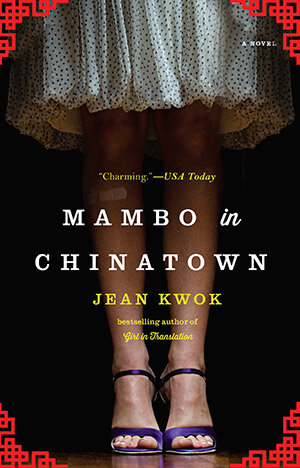 A NOVEL
"Charming."—USA Today
MAMBO in
CHINATOWN
JEAN KWOK
bestselling author of
Girl in Translation